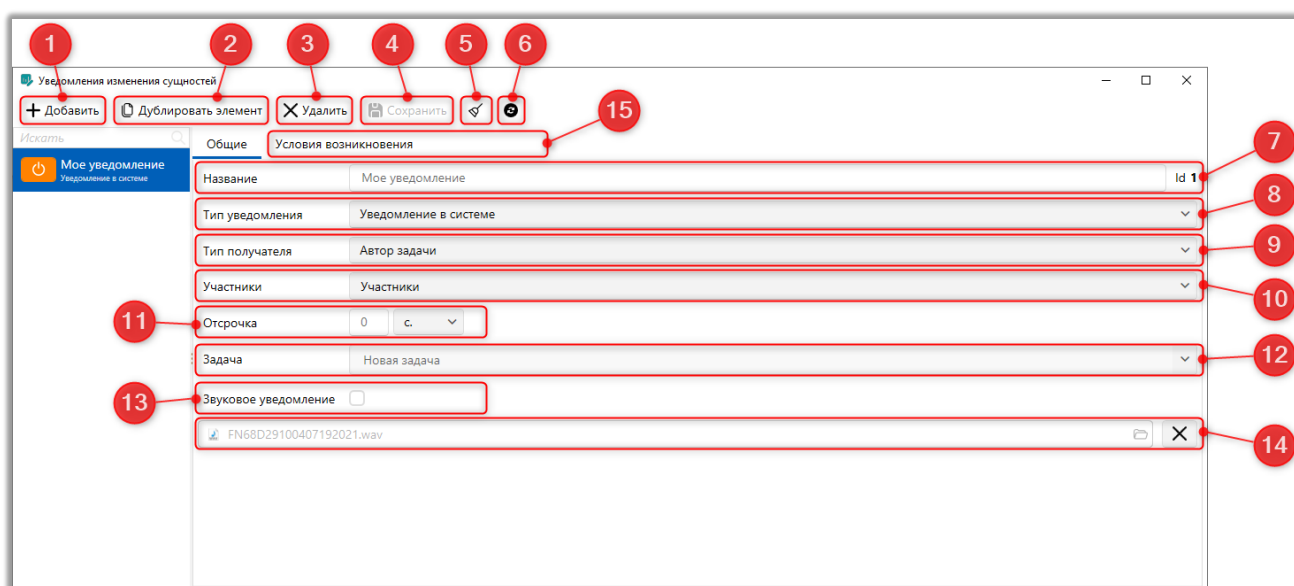 1 2 3 4 5 6
Уведомления изменения сущностей
Добавить Дублировать элемент Удалить Сохранить 15
Искать Общие Условия возникновения 7
Мое уведомление
Уведомление в системе
Название Мое уведомление Id 1
8
Тип уведомления Уведомление в системе
Тип получателя Автор задачи 9
Участники Участники 10
11 Отсрочка 0 с.
Задача Новая задача 12
13 Звуковое уведомление
FN68D29100407192021.wav 14